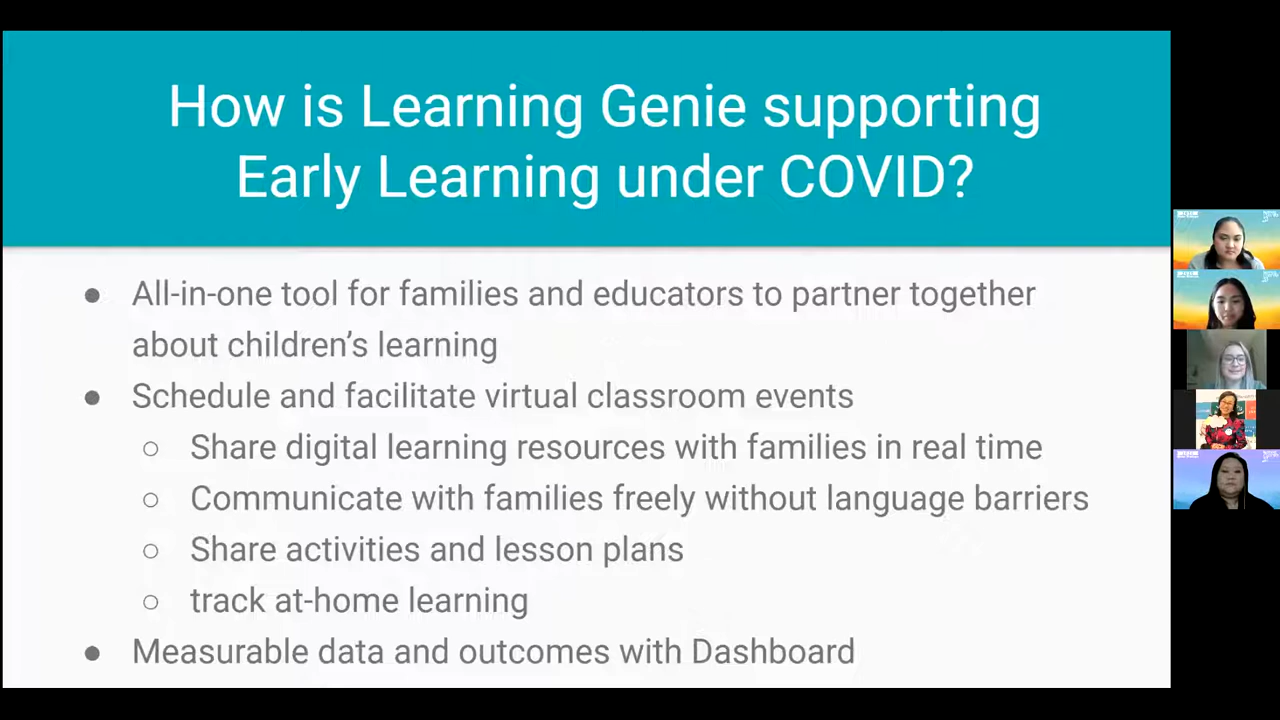 How is Learning Genie supporting
Early Learning under COVID?
● All-in-one tool for families and educators to partner together
about children’s learning
● Schedule and facilitate virtual classroom events
○ Share digital learning resources with families in real time
○ Communicate with families freely without language barriers
○ Share activities and lesson plans
○ track at-home learning
● Measurable data and outcomes with Dashboard